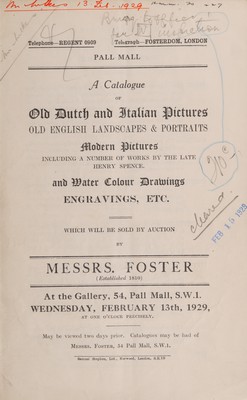 13 Feb. 1929
Telephone—REGENT 0909
Telegraph—FOSTERDOM, LONDON
PALL MALL
A Catalogue
OF
Old Dutch and Italian Pictures
OLD ENGLISH LANDSCAPES & PORTRAITS
Modern Pictures
INCLUDING A NUMBER OF WORKS BY THE LATE
HENRY SPENCE.
and Water Colour Drawings
ENGRAVINGS, ETC.
WHICH WILL BE SOLD BY AUCTION
BY
MESSRS. FOSTER
(Established 1810)
At the Gallery, 54, Pall Mall, S.W.1.
WEDNESDAY, FEBRUARY 13th, 1929,
AT ONE O'CLOCK PRECISELY.
May be viewed two days prior. Catalogues may be had of
MESSRS. FOSTER, 54 Pall Mall, S.W.1.